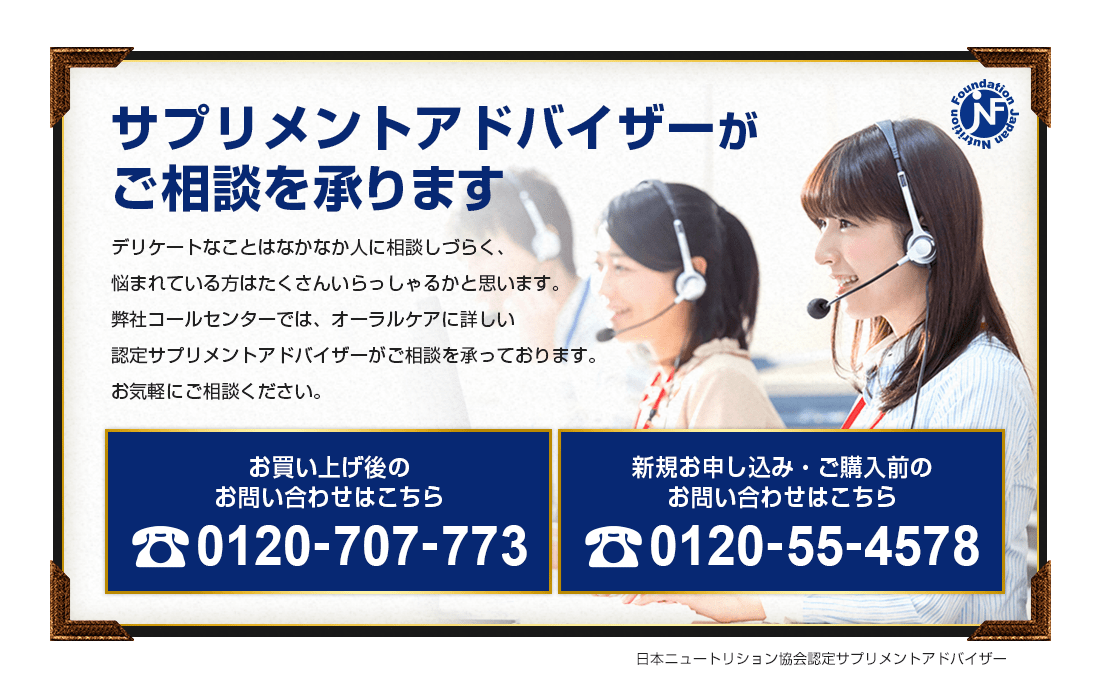 サプリメントアドバイザーが
ご相談を承ります
Japan Nutrition Foundation
JNF
デリケートなことはなかなか人に相談しづらく、
悩まれている方はたくさんいらっしゃるかと思います。
弊社コールセンターでは、オーラルケアに詳しい
認定サプリメントアドバイザーがご相談を承っております。
お気軽にご相談ください。
お買い上げ後の
お問い合わせはこちら
0120-707-773
新規お申し込み・ご購入前の
お問い合わせはこちら
0120-55-4578
日本ニュートリション協会認定サプリメントアドバイザー